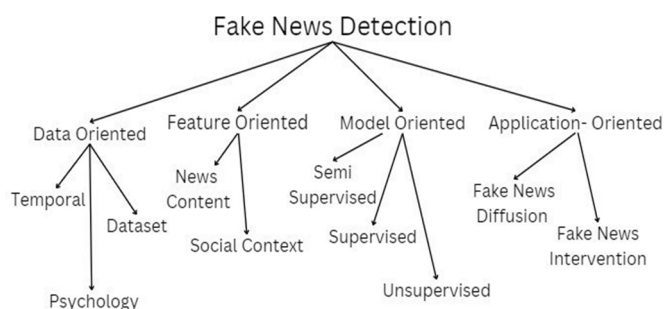 Fake News Detection
Data Oriented
Feature Oriented
Model Oriented
Application- Oriented
Temporal
Dataset
Psychology
News
Content
Social Context
Semi
Supervised
Supervised
Unsupervised
Fake News
Diffusion
Fake News
Intervention